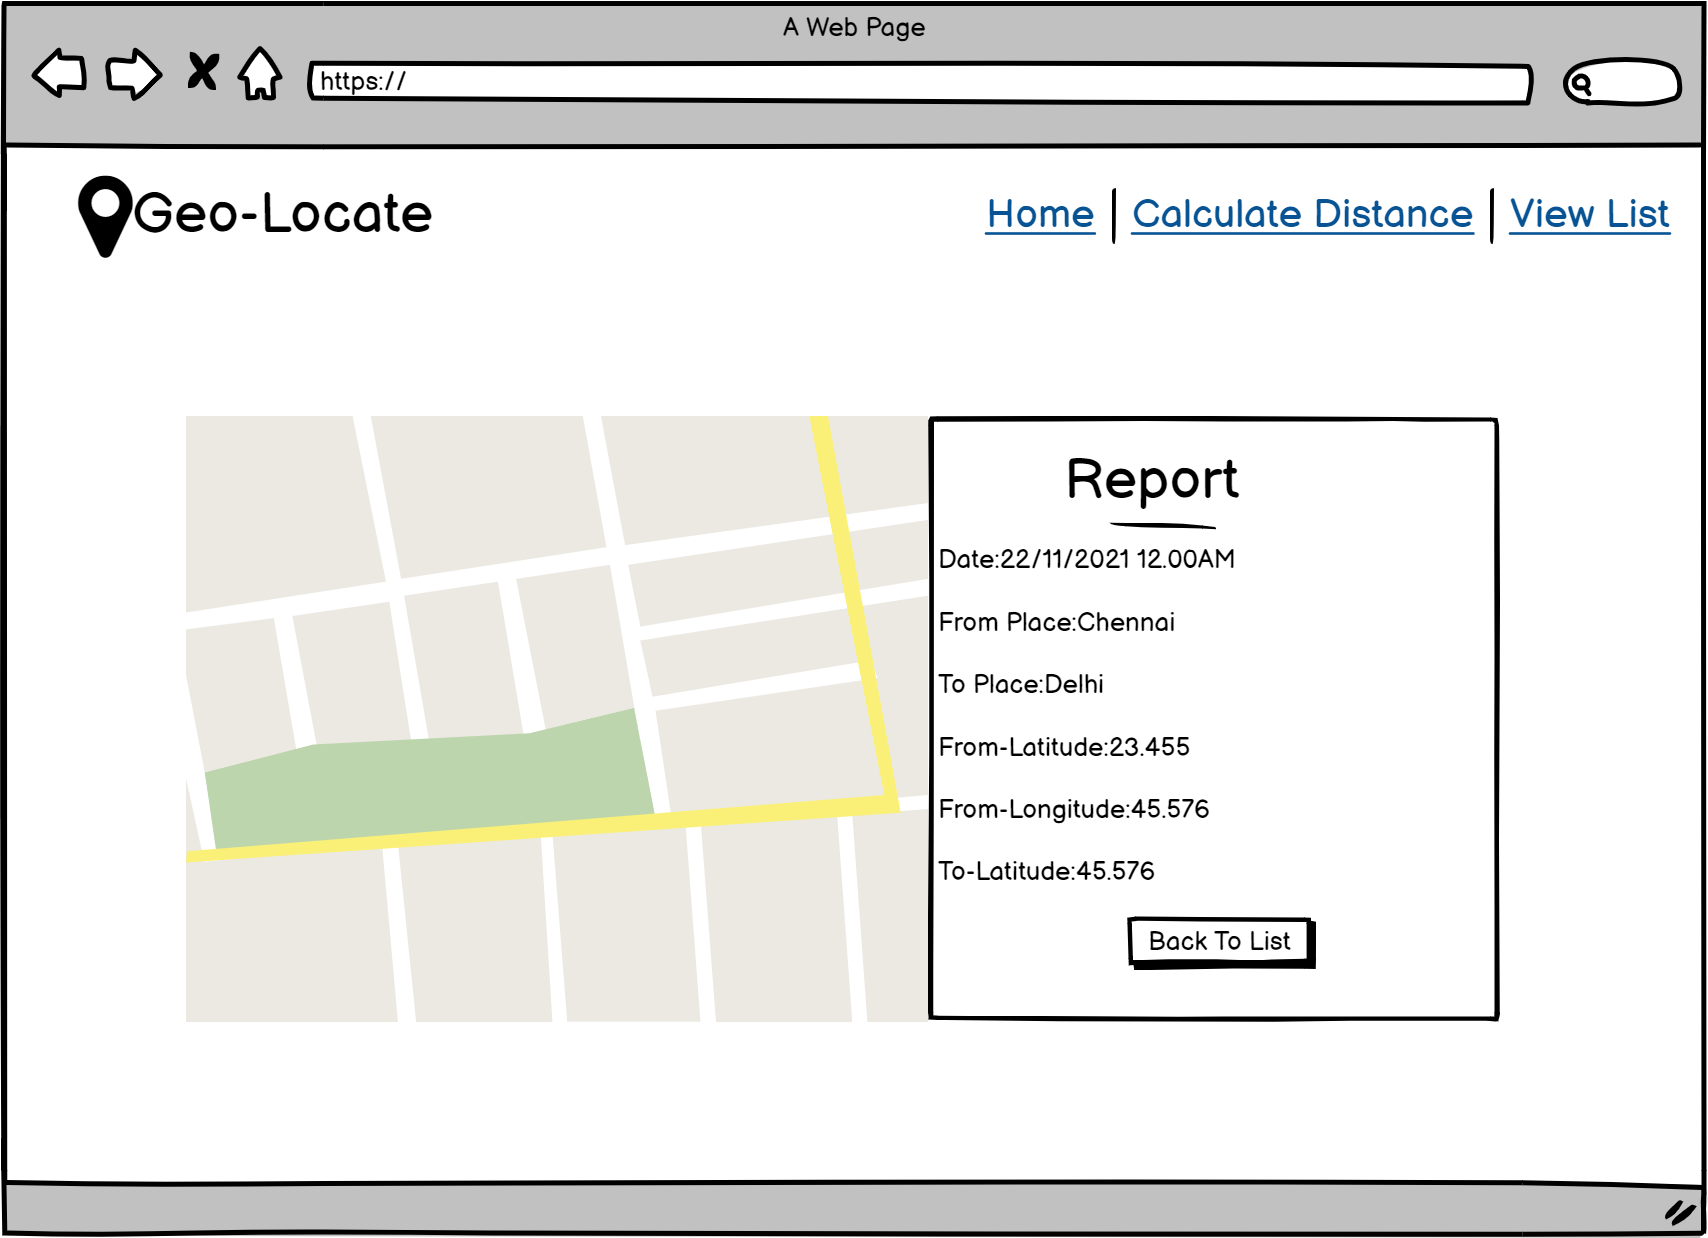 A Web Page
https://
Geo-Locate
Home | Calculate Distance | View List
Report
Date:22/11/2021 12.00AM
From Place:Chennai
To Place:Delhi
From-Latitude:23.455
From-Longitude:45.576
To-Latitude:45.576
Back To List